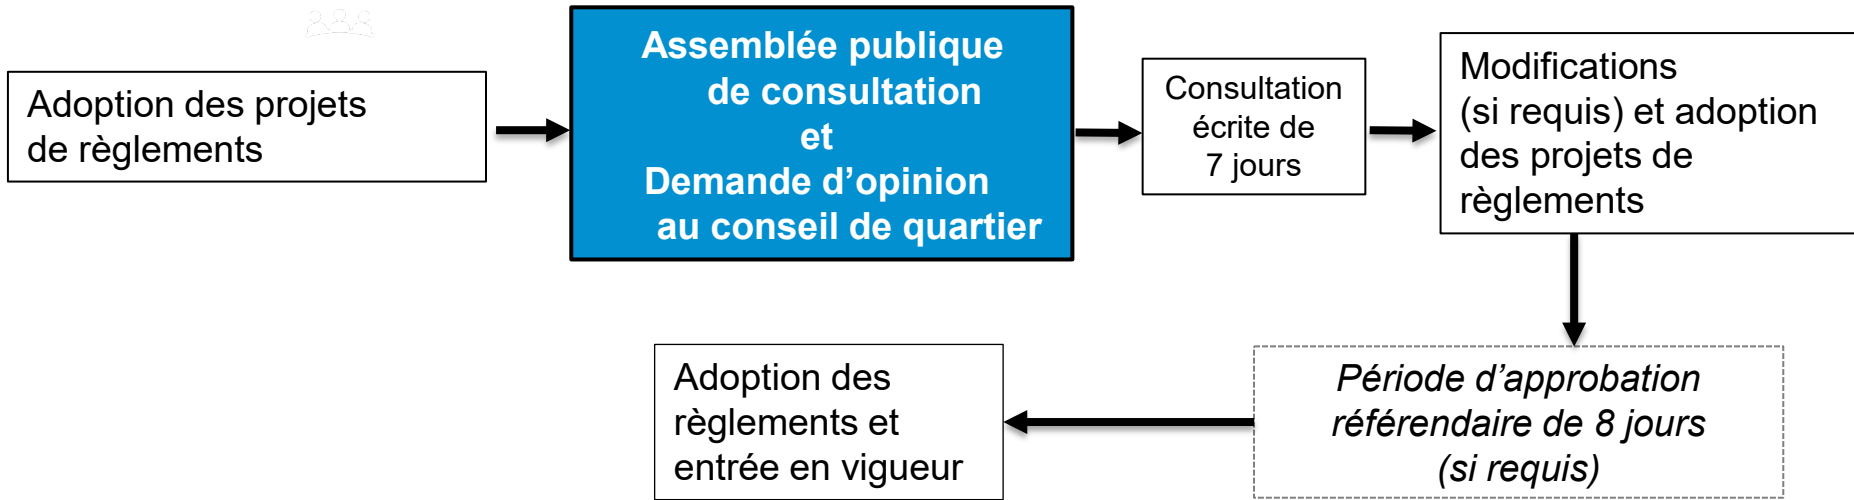 Adoption des projets
de règlements
Assemblée publique
de consultation
et
Demande d’opinion
au conseil de quartier
Consultation
écrite de
7 jours
Modifications
(si requis) et adoption
des projets de
règlements
Période d’approbation
référendaire de 8 jours
(si requis)
Adoption des
règlements et
entrée en vigueur